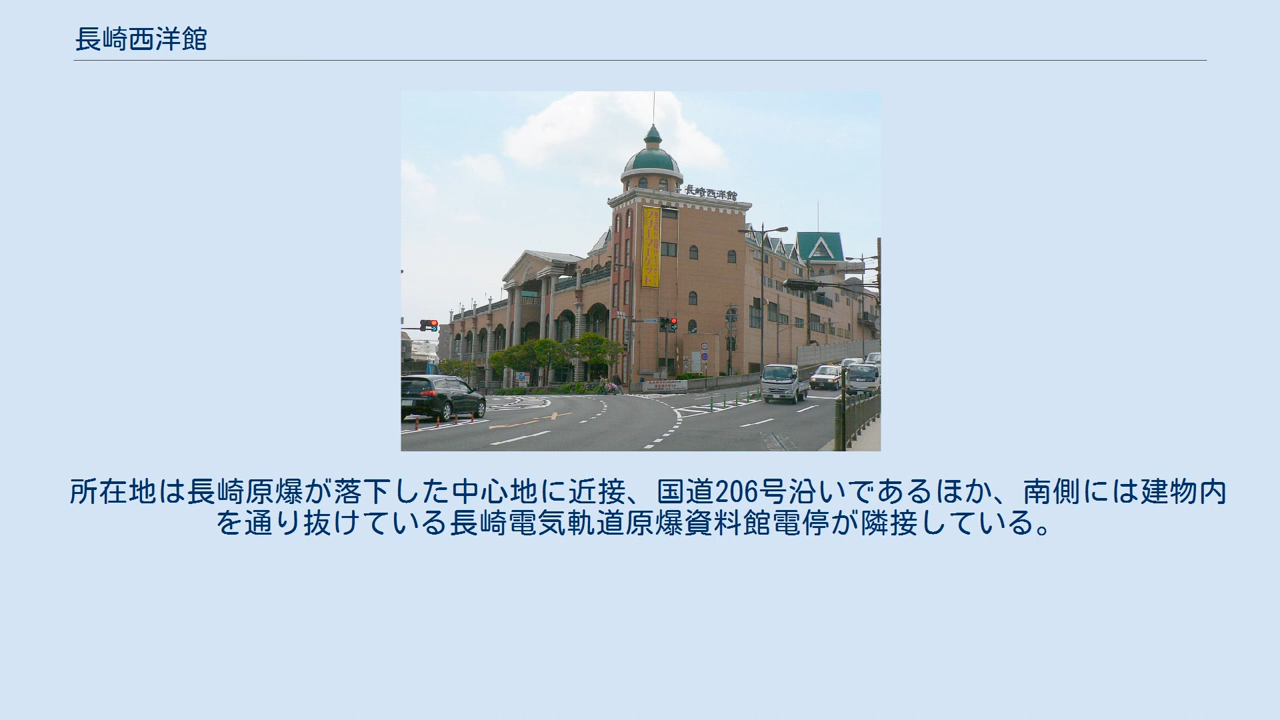 長崎西洋館
長崎西洋館
所在地は長崎原爆が落下した中心地に近接、国道206号沿いであるほか、南側には建物内
を通り抜けている長崎電気軌道原爆資料館電停が隣接している。